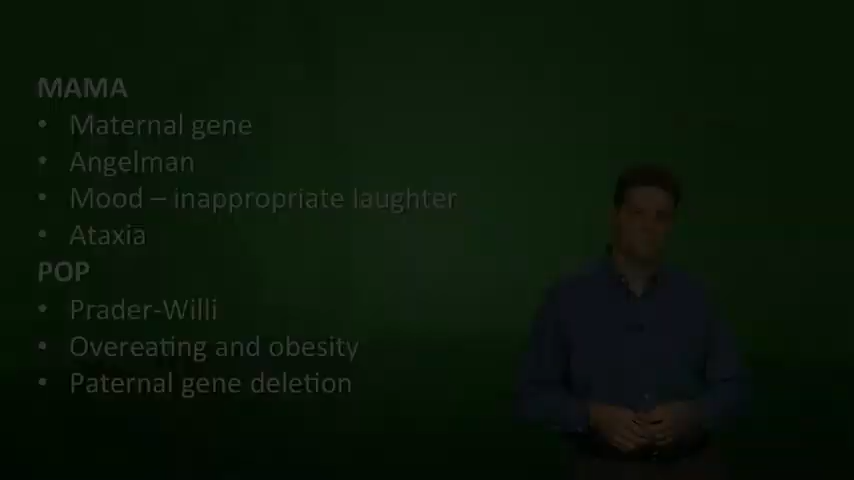 MAMA
• Maternal gene
• Angelman
• Mood – inappropriate laughter
• Ataxia
POP
• Prader-Willi
• Overeating and obesity
• Paternal gene deletion